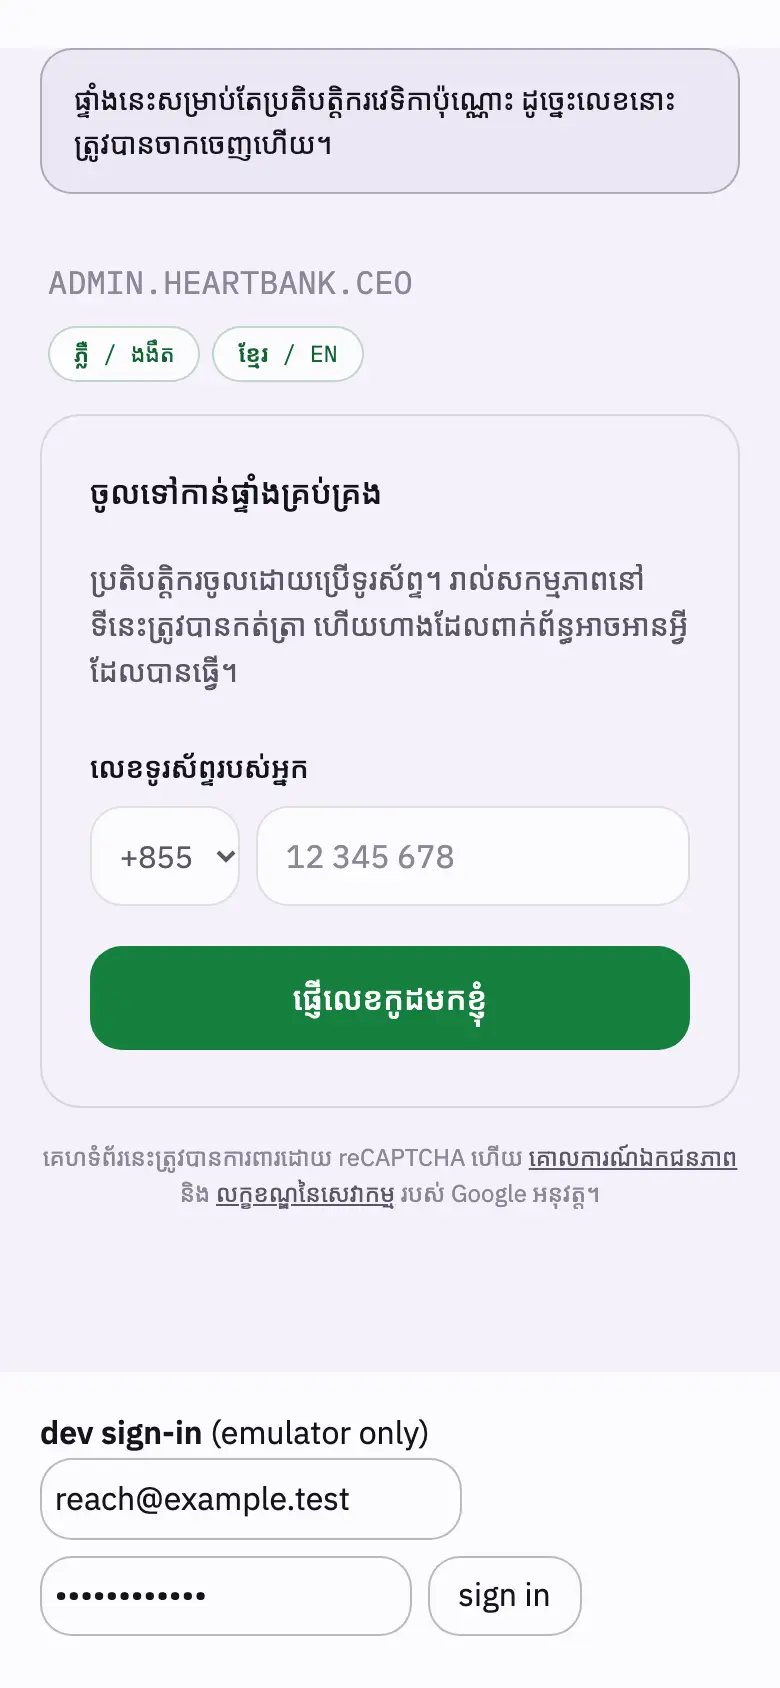 ផ្ទាំងនេះសម្រាប់តែប្រតិបត្តិករវេទិកាប៉ុណ្ណោះ ដូច្នេះលេខនោះ
ត្រូវបានចាកចេញហើយ។
ADMIN.HEARTBANK.CEO
ភ្លឺ / ងងឹត
ខ្មែរ / EN
ចូលទៅកាន់ផ្ទាំងគ្រប់គ្រង
ប្រតិបត្តិករចូលដោយប្រើទូរស័ព្ទ។ រាល់សកម្មភាពនៅ
ទីនេះត្រូវបានកត់ត្រា ហើយហាងដែលពាក់ព័ន្ធអាចអានអ្វី
ដែលបានធ្វើ។
លេខទូរស័ព្ទរបស់អ្នក
+855
12 345 678
ផ្ញើលេខកូដមកខ្ញុំ
គេហទំព័រនេះត្រូវបានការពារដោយ reCAPTCHA ហើយ គោលការណ៍ឯកជនភាព
និង លក្ខខណ្ឌនៃសេវាកម្ម របស់ Google អនុវត្ត។
dev sign-in (emulator only)
reach@example.test
••••••••••••
sign in